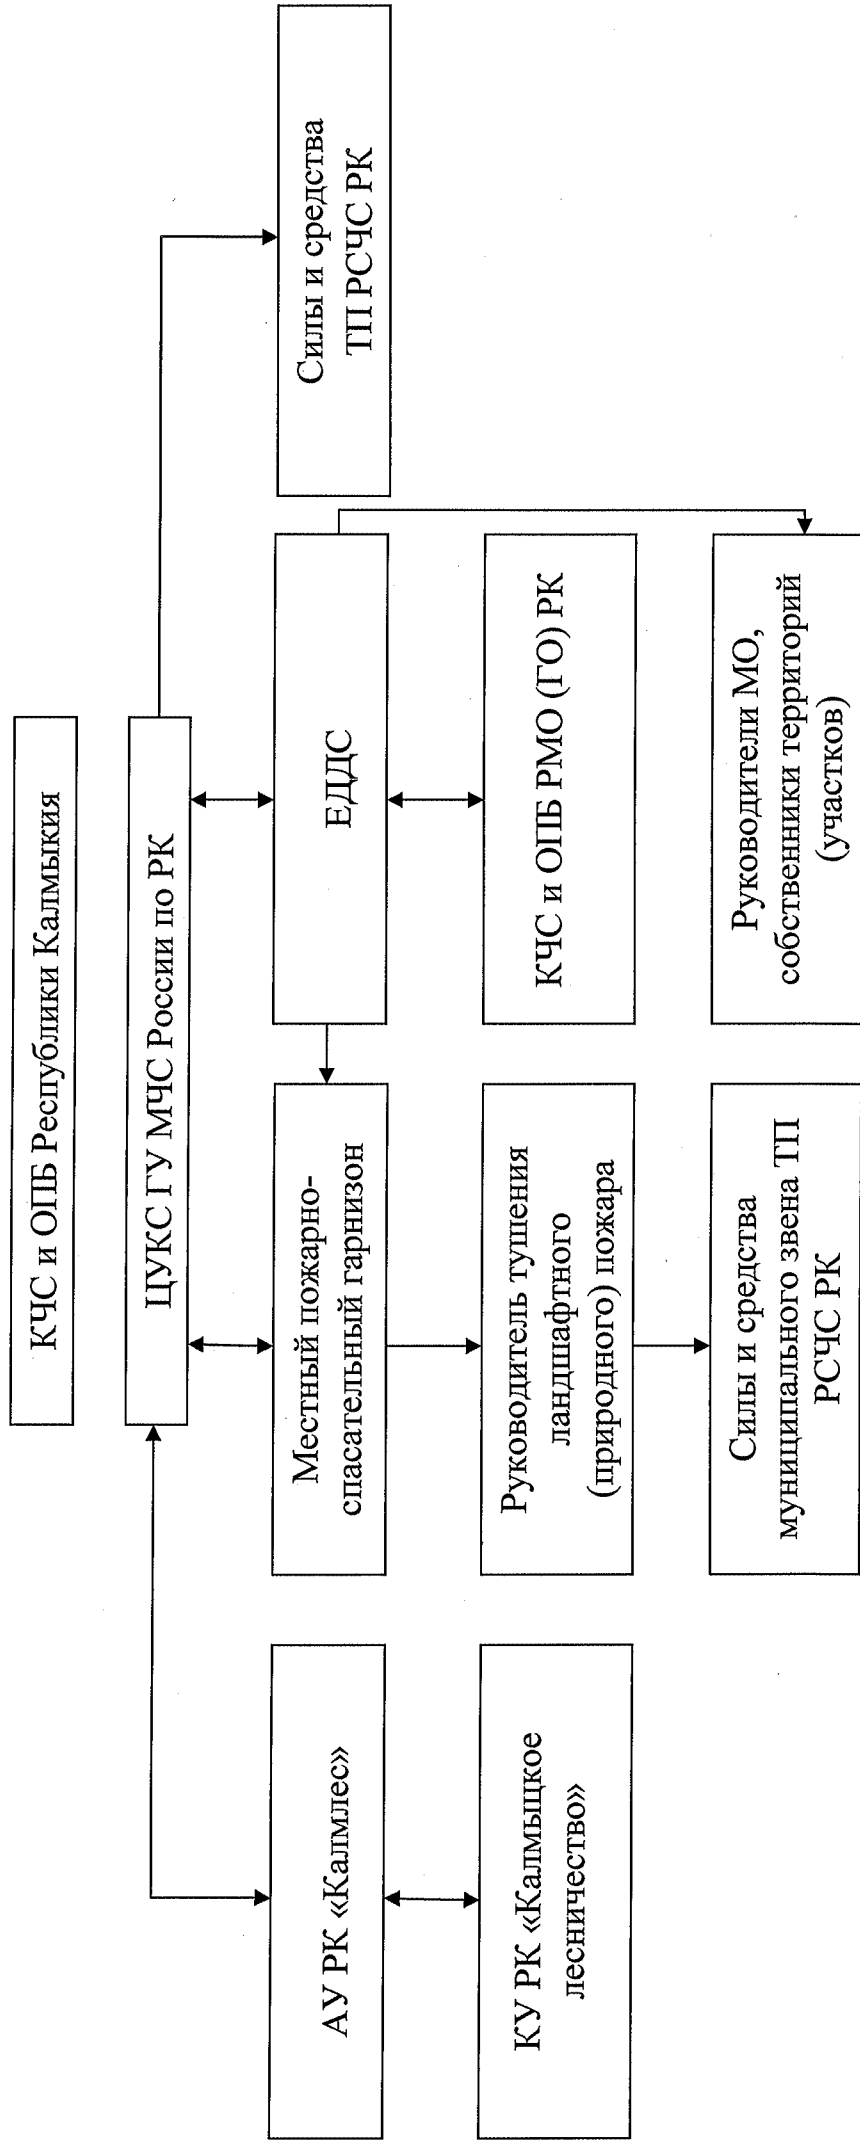 КЧС и ОПБ Республики Калмыкия
ЦУКС ГУ МЧС России по РК
АУ РК «Калмлес»
Местный пожарно-
спасательный гарнизон
ЕДДС
Силы и средства
ТП РСЧС РК
КУ РК «Калмыцкое
лесничество»
Руководитель тушения
ландшафтного
(природного) пожара
КЧС и ОПБ РМО (ГО) РК
Силы и средства
муниципального звена ТП
РСЧС РК
Руководители МО,
собственники территорий
(участков)